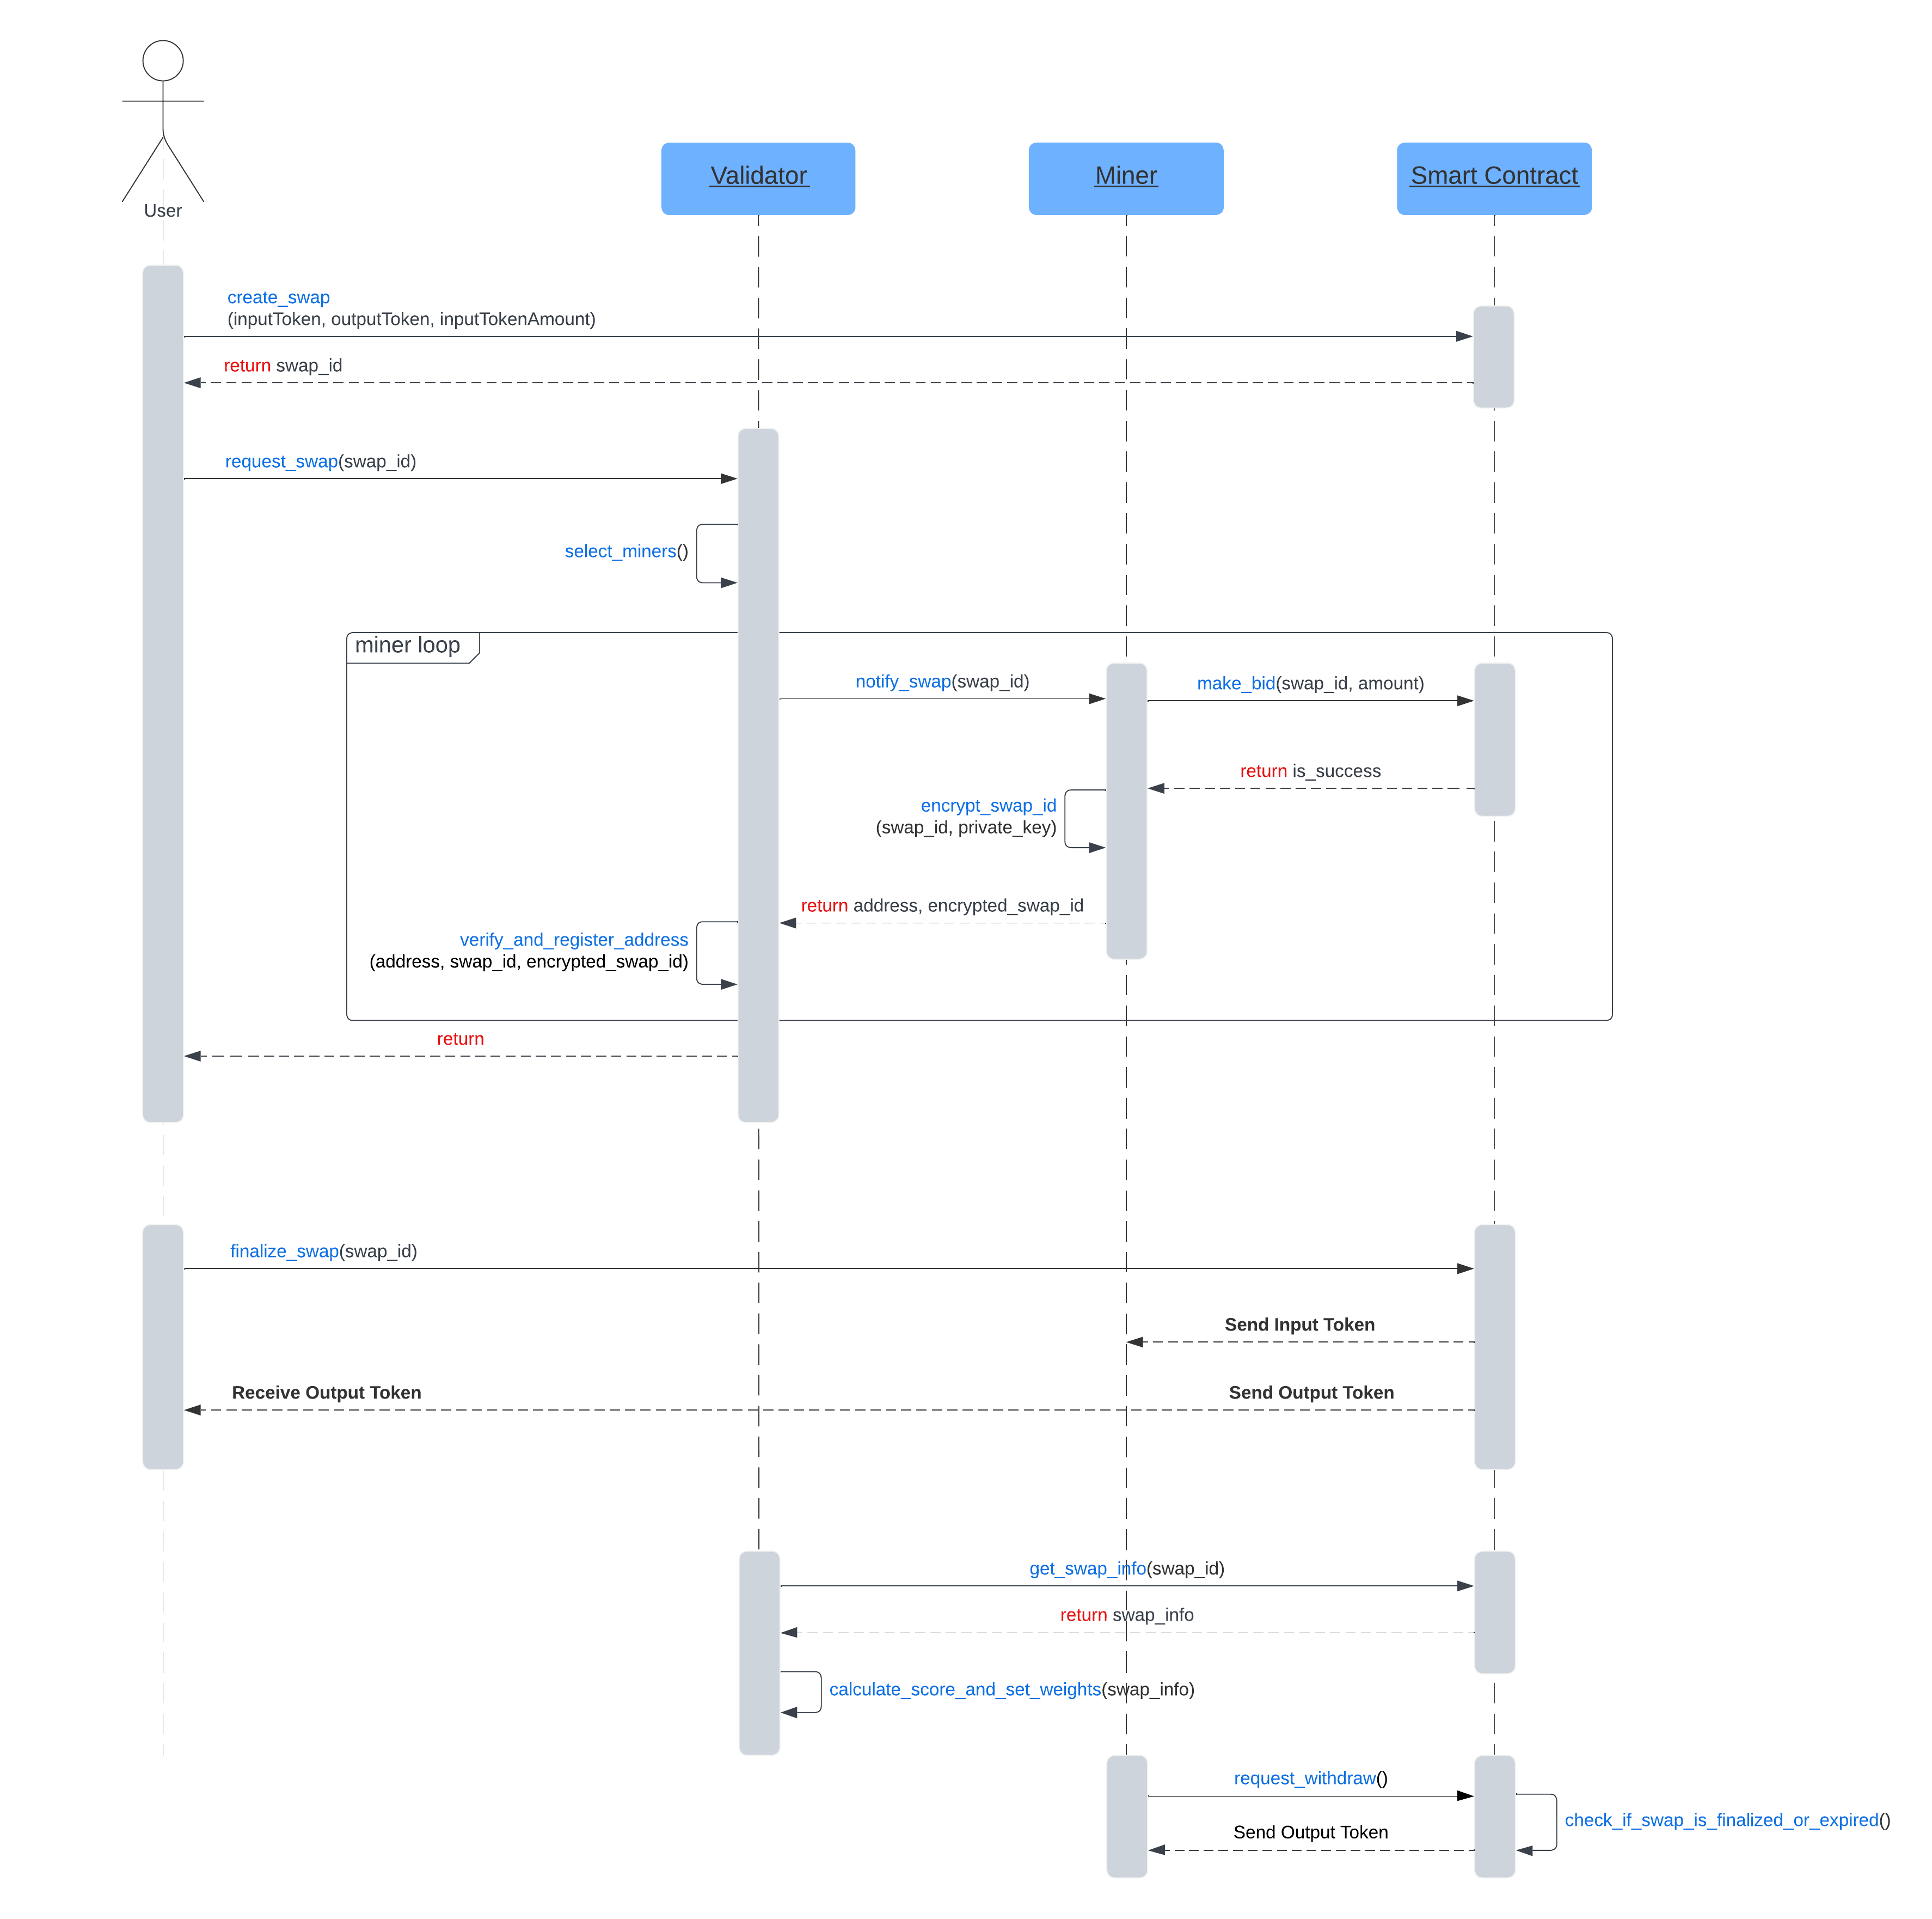 Validator
Miner
Smart Contract
User
create_swap
(inputToken, outputToken, inputTokenAmount)
return swap_id
request_swap(swap_id)
select_miners()
miner loop
notify_swap(swap_id)
make_bid(swap_id, amount)
return is_success
encrypt_swap_id
(swap_id, private_key)
return address, encrypted_swap_id
verify_and_register_address
(address, swap_id, encrypted_swap_id)
return
finalize_swap(swap_id)
Send Input Token
Receive Output Token
Send Output Token
get_swap_info(swap_id)
return swap_info
calculate_score_and_set_weights(swap_info)
request_withdraw()
check_if_swap_is_finalized_or_expired()
Send Output Token